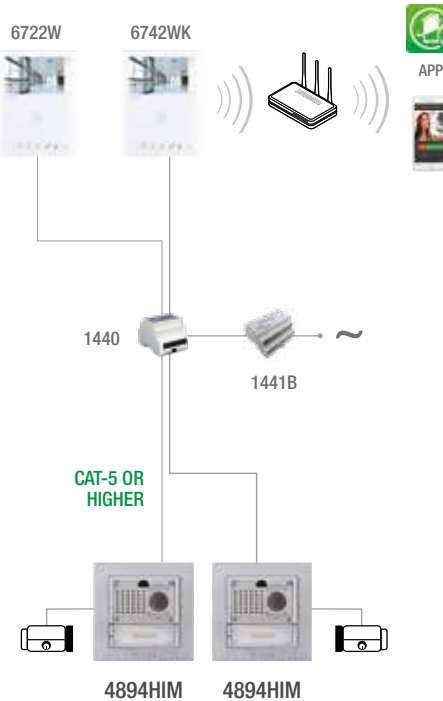 6722W
6742WK
APP
1440
1441B
~
CAT-5 OR
HIGHER
4894HIM
4894HIM